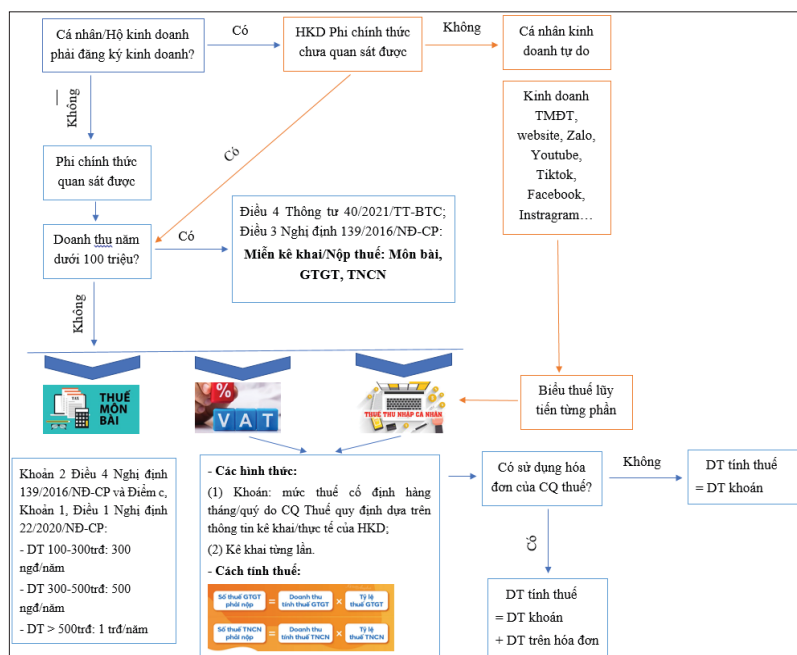 Cá nhân/Hộ kinh doanh
phải đăng ký kinh doanh?
Có
HKD Phi chính thức
chưa quan sát được
Không
Cá nhân kinh
doanh tự do
Không
Có
Kinh doanh
TMĐT,
website, Zalo,
Youtube,
Tiktok,
Facebook,
Instragram…
Phi chính thức
quan sát được
Doanh thu năm
dưới 100 triệu?
Có
Điều 4 Thông tư 40/2021/TT-BTC;
Điều 3 Nghị định 139/2016/NĐ-CP:
Miễn kê khai/Nộp thuế: Môn bài,
GTGT, TNCN
Không
THUẾ
MÔN
BÀI
%
VAT
THUẾ THU NHẬP CÁ NHÂN
Biểu thuế lũy
tiến từng phần
Khoản 2 Điều 4 Nghị định
139/2016/NĐ-CP và Điểm c,
Khoản 1, Điều 1 Nghị định
22/2020/NĐ-CP:
- DT 100-300trđ: 300
ngđ/năm
- DT 300-500trđ: 500
ngđ/năm
- DT > 500trđ: 1 trđ/năm
- Các hình thức:
(1) Khoán: mức thuế cố định hàng
tháng/quý do CQ Thuế quy định dựa trên
thông tin kê khai/thực tế của HKD;
(2) Kê khai từng lần.
- Cách tính thuế:
Số thuế GTGT
phải nộp
=
Doanh thu
tính thuế GTGT
×
Tỷ lệ
thuế GTGT
Số thuế TNCN
phải nộp
=
Doanh thu
tính thuế TNCN
×
Tỷ lệ
thuế TNCN
Có sử dụng hóa
đơn của CQ thuế?
Không
DT tính thuế
= DT khoán
Có
DT tính thuế
= DT khoán
+ DT trên hóa đơn